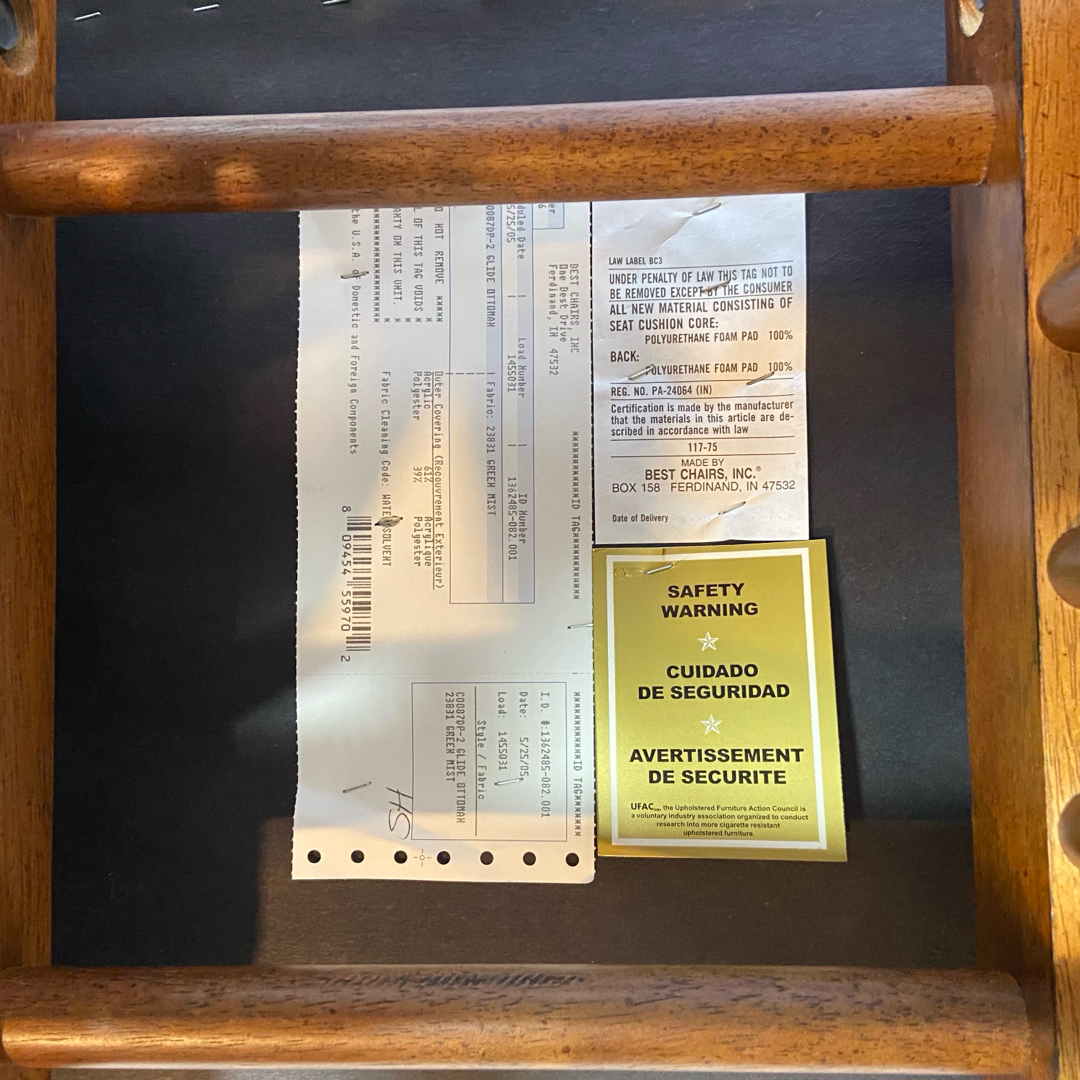 LAW LABEL BC3
UNDER PENALTY OF LAW THIS TAG NOT TO
BE REMOVED EXCEPT BY THE CONSUMER
ALL NEW MATERIAL CONSISTING OF
SEAT CUSHION CORE:
POLYURETHANE FOAM PAD 100%
BACK:
POLYURETHANE FOAM PAD 100%
REG. NO. PA-24064 (IN)
Certification is made by the manufacturer
that the materials in this article are de-
scribed in accordance with law
117-75
MADE BY
BEST CHAIRS, INC.®
BOX 158 FERDINAND, IN 47532
Date of Delivery
SAFETY
WARNING
CUIDADO
DE SEGURIDAD
AVERTISSEMENT
DE SECURITE
UFAC, the Upholstered Furniture Action Council is
a voluntary industry association organized to conduct
research into more cigarette resistant
upholstered furniture.
**********ID TAG**********
BEST CHAIRS, INC
One Best Drive
Ferdinand, IN 47532
Date Load Number ID Number
5/25/05 1455031 1362485-082.001
C0087DP-2 GLIDE OTTOMAN Fabric: 23831 GREEN MIST
NOT REMOVE ****
OF THIS TAG VOIDS *
ON THIS UNIT. *
Outer Covering (Recouvrement Exterieur)
Acrylic 61% Acrylique
Polyester 39% Polyester
Fabric Cleaning Code: WATER SOLVENT
the U.S.A. of Domestic and Foreign Components
8 09454 55970 2
**********ID TAG*******
I.D. #:1362485-082.001
Date: 5/25/05
Load: 1455031
Style / Fabric
C0087DP-2 GLIDE OTTOMAN
23831 GREEN MIST